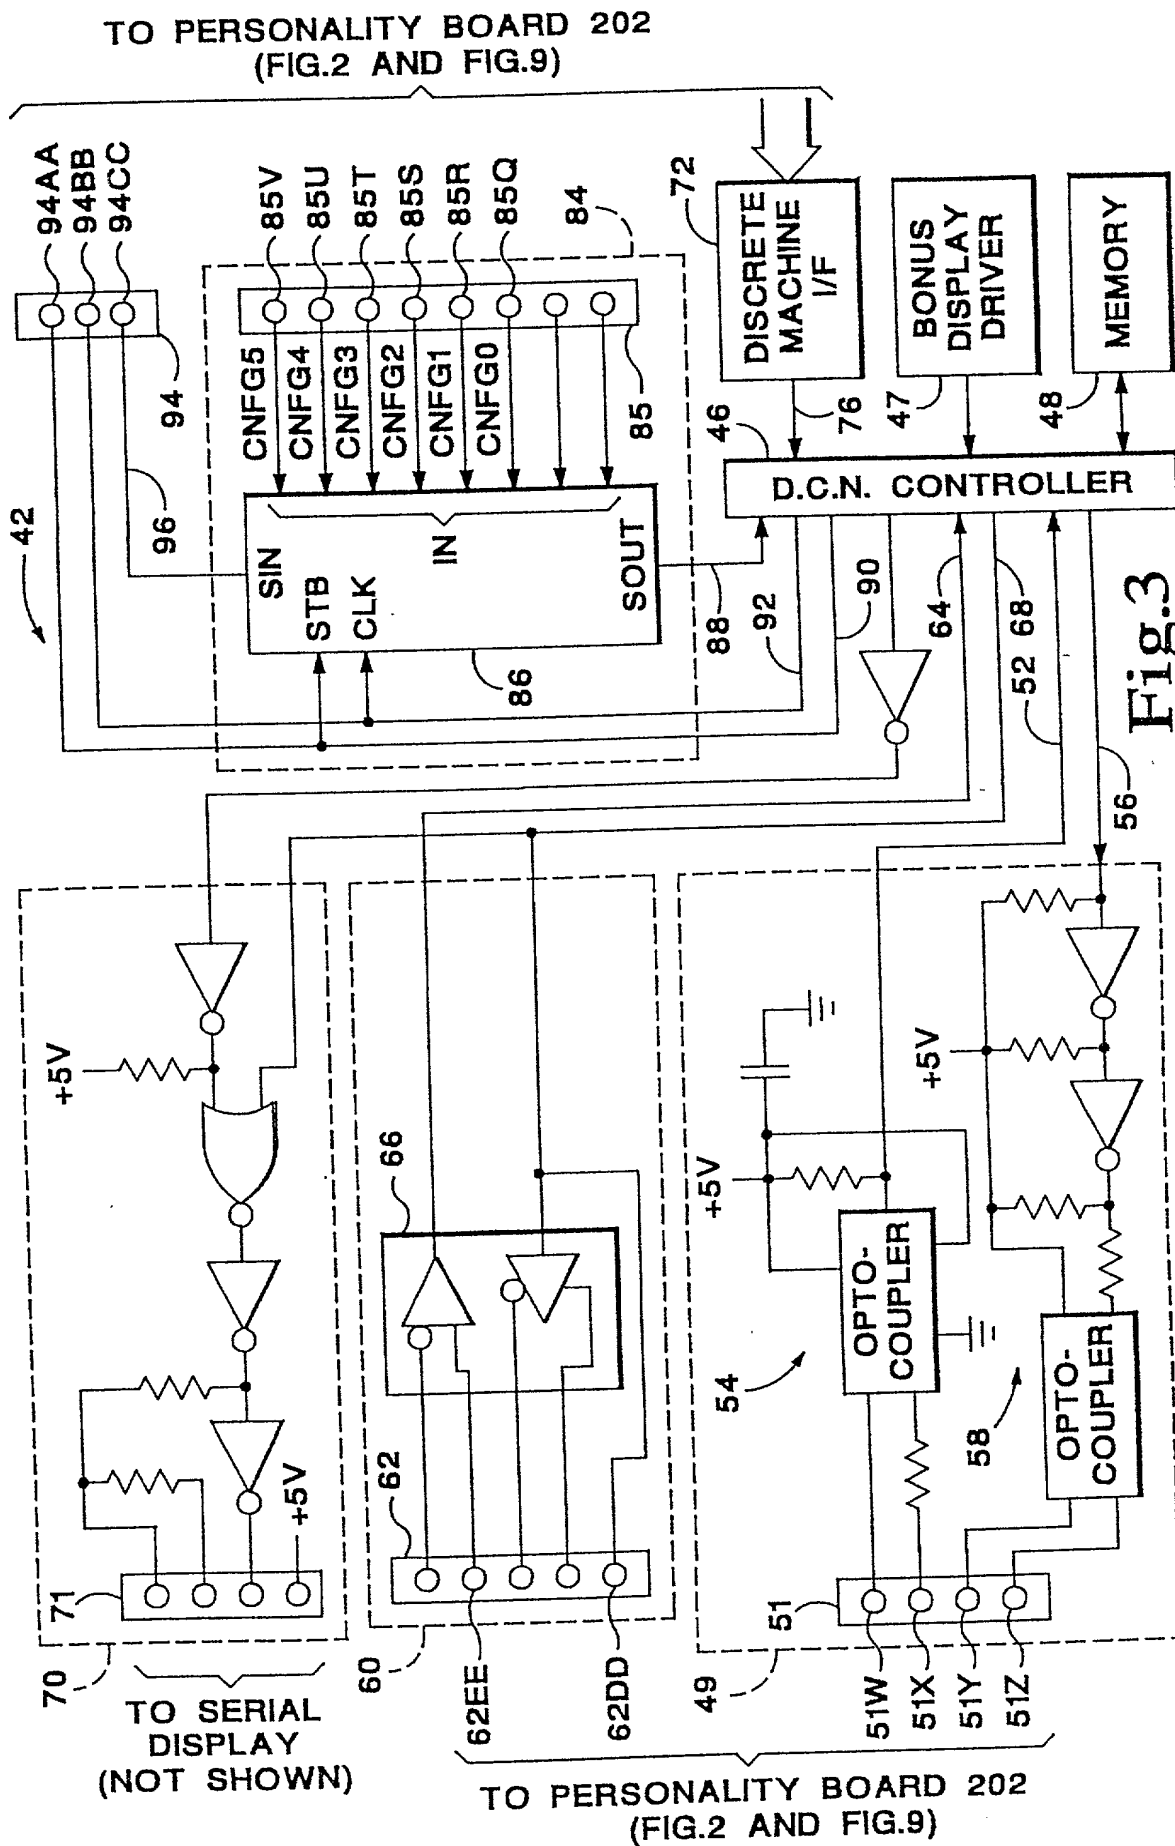 TO PERSONALITY BOARD 202
(FIG.2 AND FIG.9)
42
94AA
94BB
94CC
94
96
85V
85U
85T
85S
85R
85Q
84
CNFG5
CNFG4
CNFG3
CNFG2
CNFG1
CNFG0
85
SIN
STB
CLK
IN
SOUT
86
88
92
90
64
68
52
56
72
DISCRETE
MACHINE
I/F
76
46
BONUS
DISPLAY
DRIVER
47
MEMORY
48
D.C.N. CONTROLLER
Fig.3
+5V
+5V
71
70
TO SERIAL
DISPLAY
(NOT SHOWN)
66
62
60
62EE
62DD
+5V
OPTO-
COUPLER
54
+5V
OPTO-
COUPLER
58
51
49
51W
51X
51Y
51Z
TO PERSONALITY BOARD 202
(FIG.2 AND FIG.9)